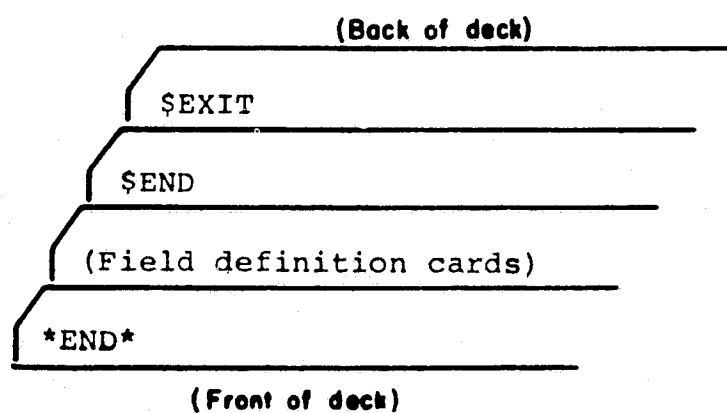 (Back of deck)
$EXIT
$END
(Field definition cards)
*END*
(Front of deck)